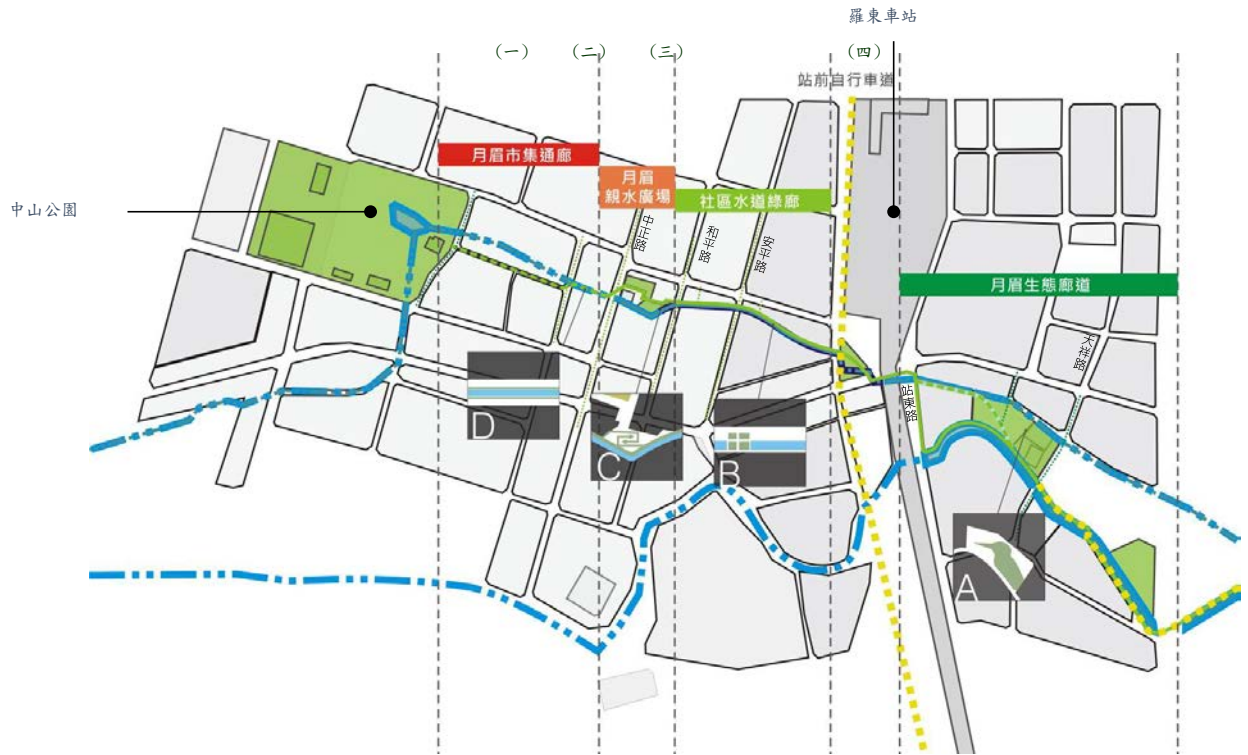 羅東車站
中山公園
(一)
(二)
(三)
(四)
站前自行車道
月眉市集通廊
月眉
親水廣場
社區水道綠廊
中正路
和平路
安平路
月眉生態廊道
天祥路
站東路
D
C
B
A